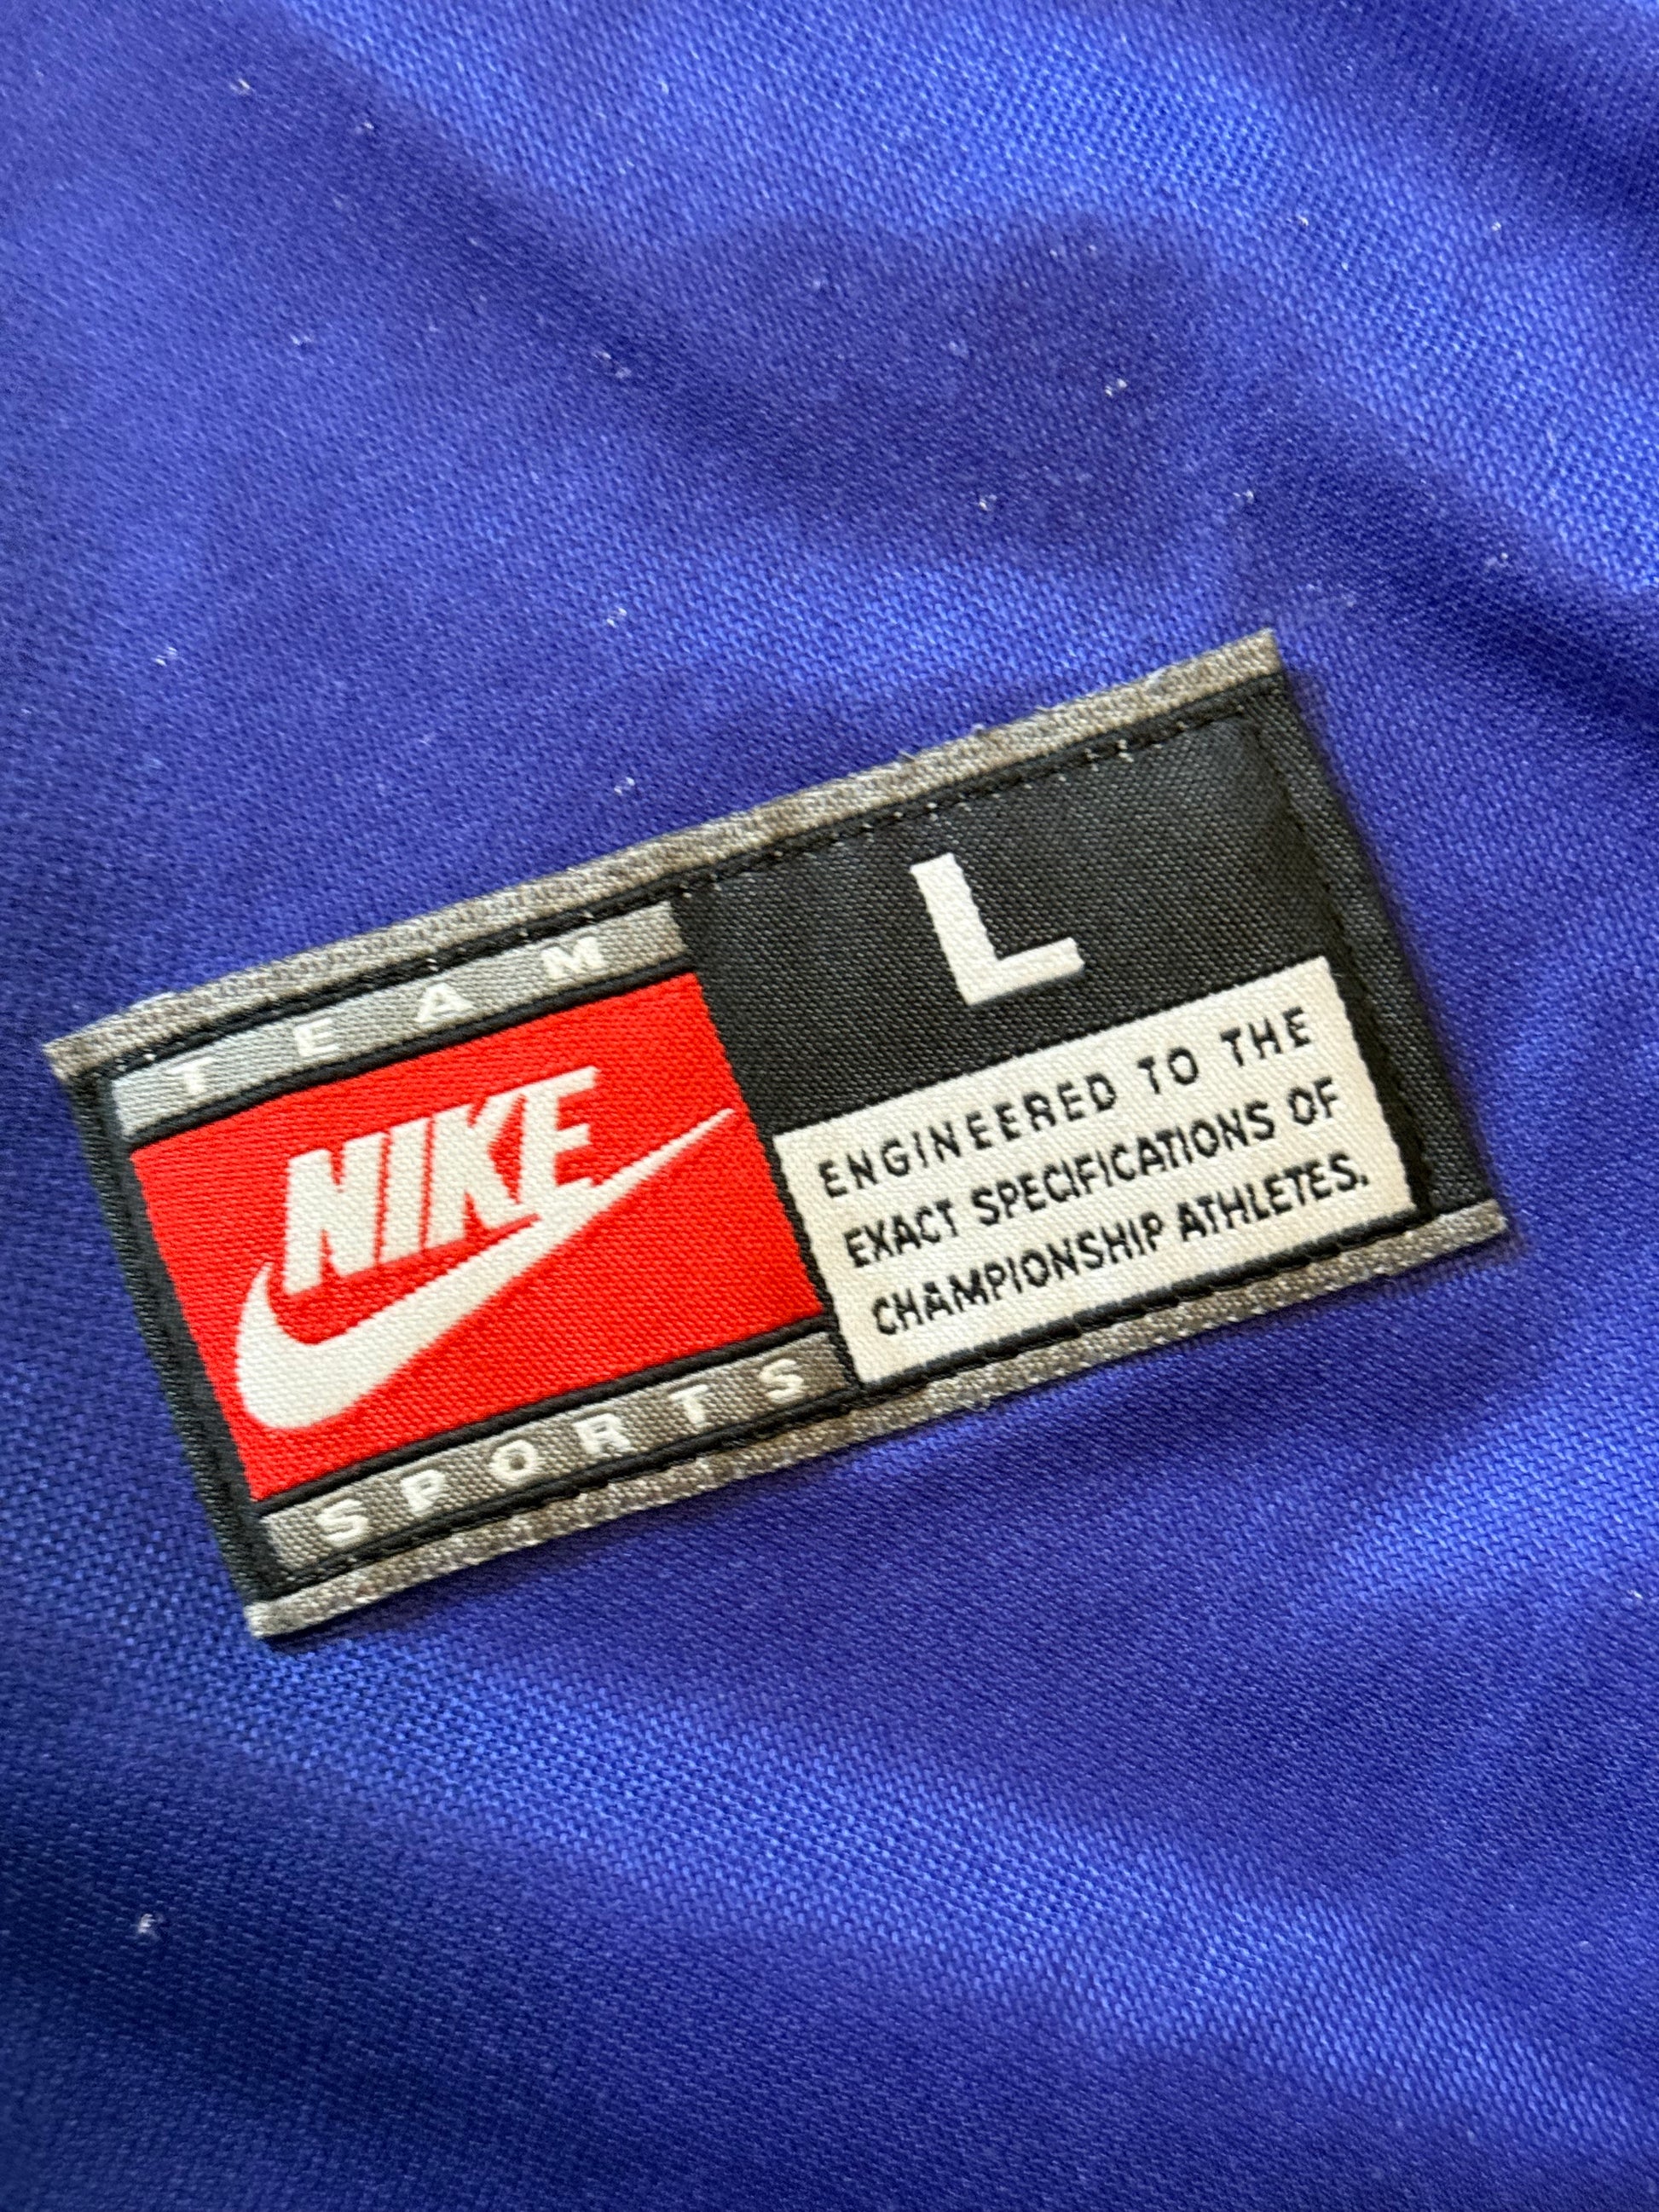 TEAM
NIKE
SPORTS
L
ENGINEERED TO THE
EXACT SPECIFICATIONS OF
CHAMPIONSHIP ATHLETES.